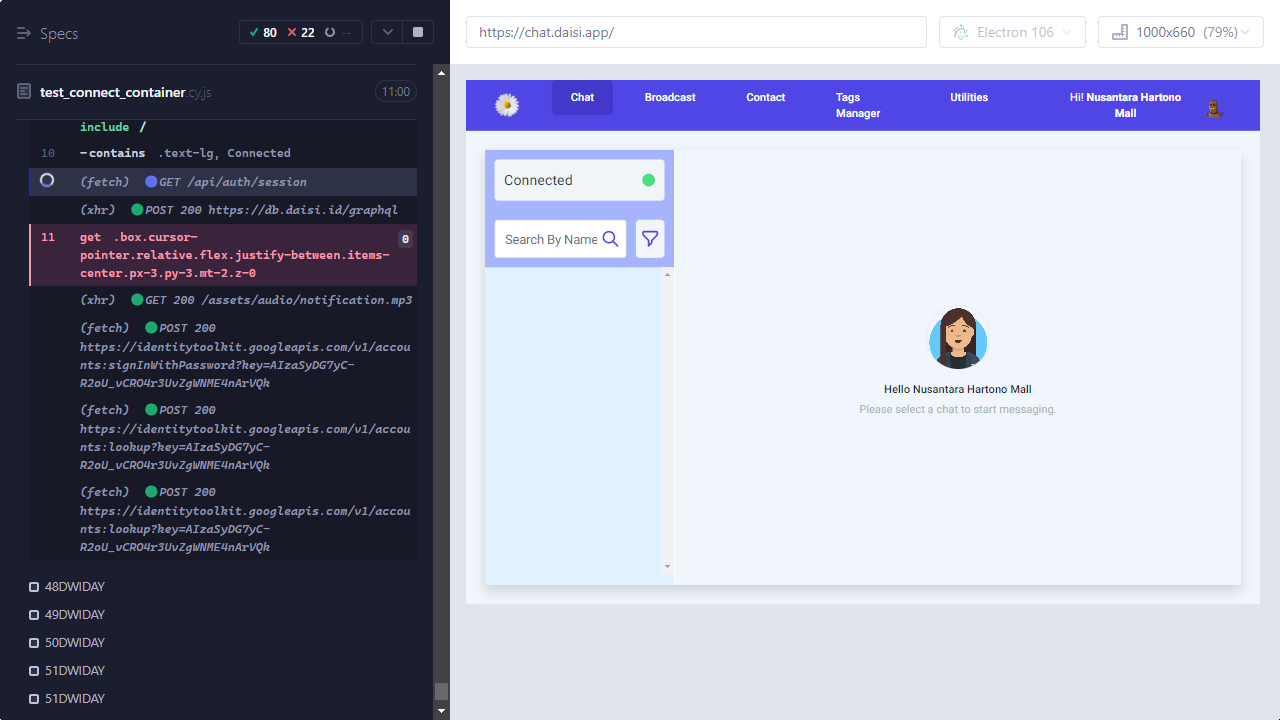 Specs
80
22
--
test_connect_container.cy.js
11:00
include /
10 -contains .text-lg, Connected
(fetch) GET /api/auth/session
(xhr) POST 200 https://db.daisi.id/graphql
11 get .box.cursor-
0
pointer.relative.flex.justify-between.items-
center.px-3.py-3.mt-2.z-0
(xhr) GET 200 /assets/audio/notification.mp3
(fetch) POST 200
https://identitytoolkit.googleapis.com/v1/accou
nts:signInWithPassword?key=AIzaSyDG7yC-
R2oU_vCRO4r3UvZgWNME4nArVQk
(fetch) POST 200
https://identitytoolkit.googleapis.com/v1/accou
nts:lookup?key=AIzaSyDG7yC-
R2oU_vCRO4r3UvZgWNME4nArVQk
(fetch) POST 200
https://identitytoolkit.googleapis.com/v1/accou
nts:lookup?key=AIzaSyDG7yC-
R2oU_vCRO4r3UvZgWNME4nArVQk
48DWIDAY
49DWIDAY
50DWIDAY
51DWIDAY
51DWIDAY
https://chat.daisi.app/
Electron 106
1000x660 (79%)
Chat
Broadcast
Contact
Tags
Manager
Utilities
Hi! Nusantara Hartono
Mall
Connected
Search By Name
Hello Nusantara Hartono Mall
Please select a chat to start messaging.